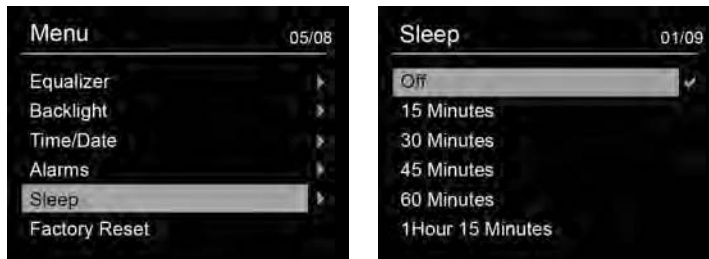 Menu 05/08
Equalizer
Backlight
Time/Date
Alarms
Sleep
Factory Reset
Sleep 01/09
Off
15 Minutes
30 Minutes
45 Minutes
60 Minutes
1Hour 15 Minutes